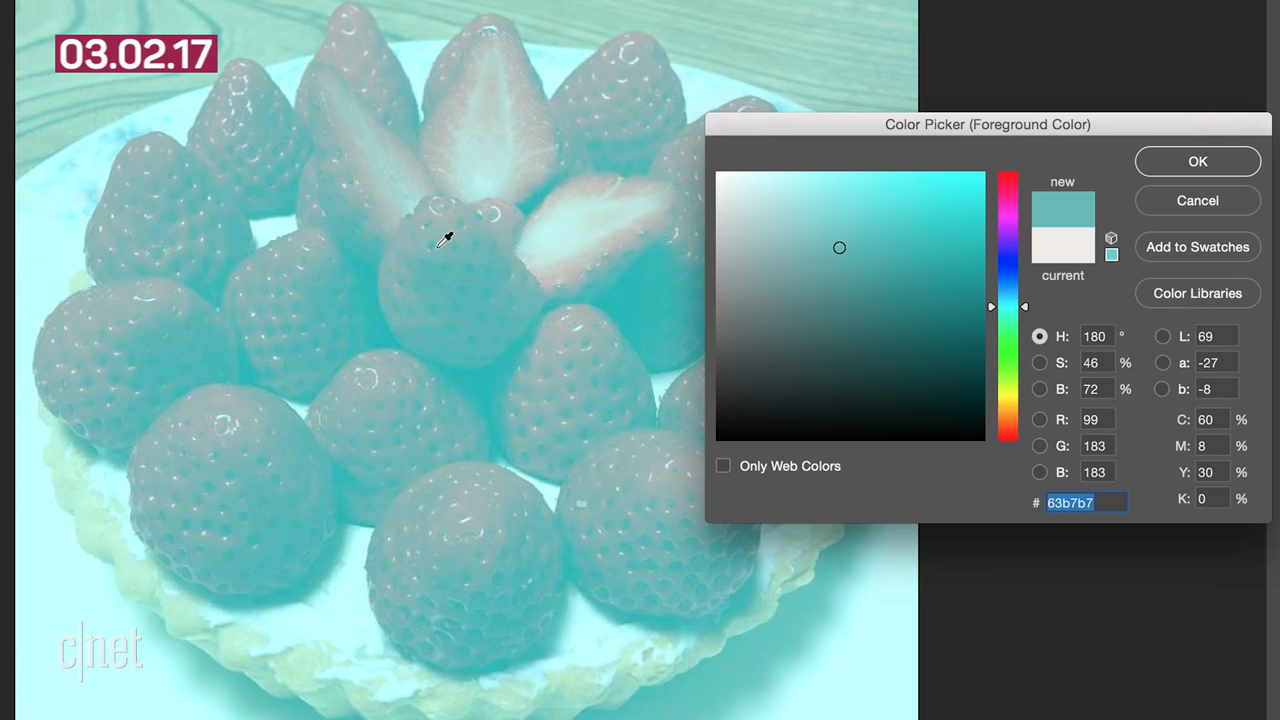 03.02.17
Color Picker (Foreground Color)
new
current
OK
Cancel
Add to Swatches
Color Libraries
H: 180 °
S: 46 %
B: 72 %
R: 99
G: 183
B: 183
# 63b7b7
L: 69
a: -27
b: -8
C: 60 %
M: 8 %
Y: 30 %
K: 0 %
Only Web Colors
c|net